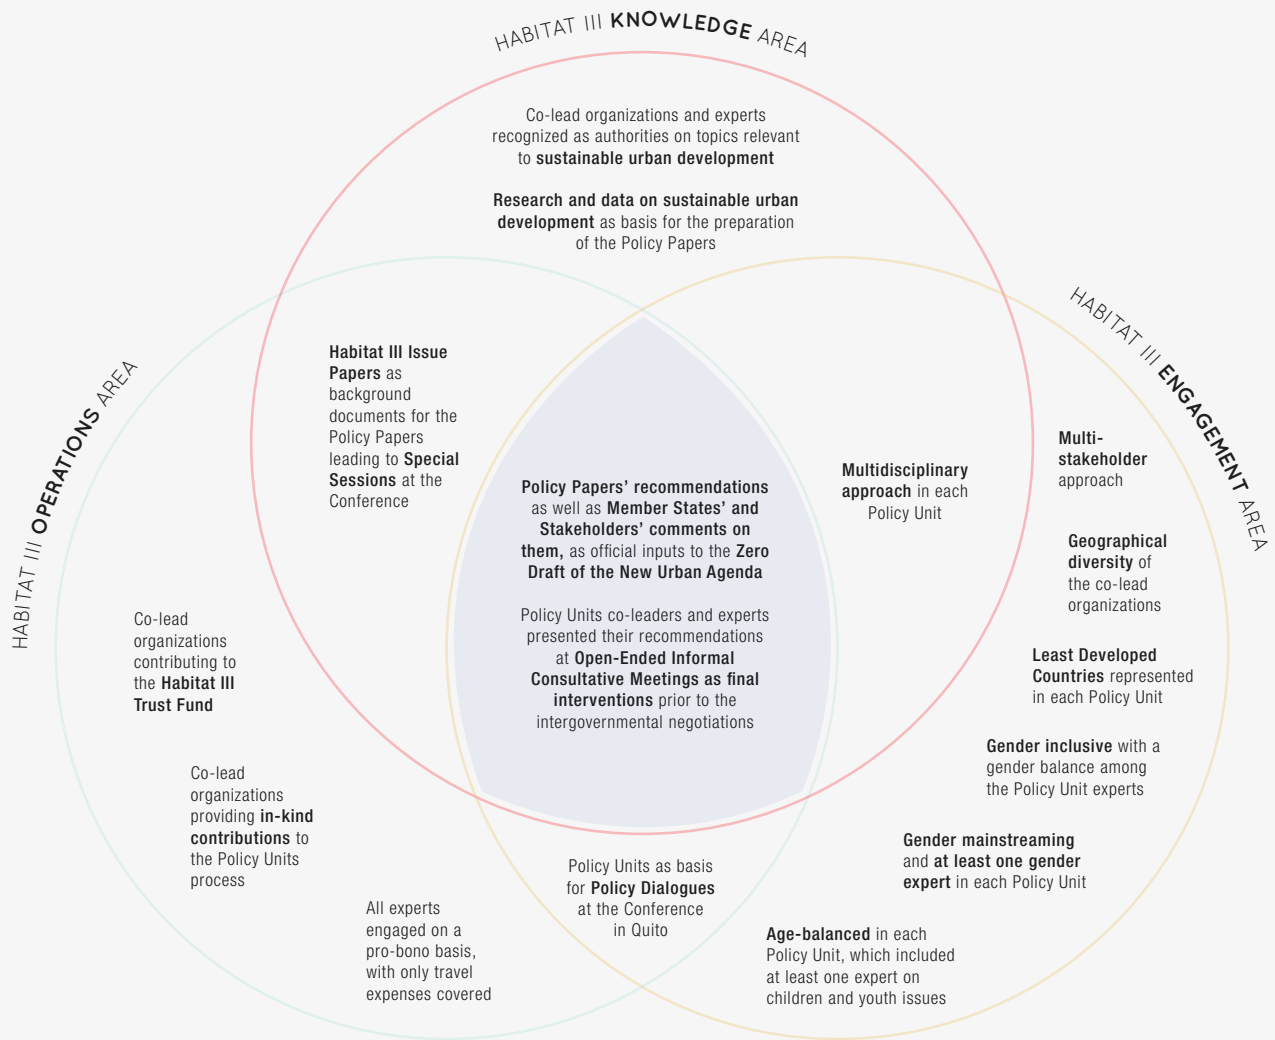 HABITAT III KNOWLEDGE AREA
Co-lead organizations and experts
recognized as authorities on topics relevant
to sustainable urban development
Research and data on sustainable urban
development as basis for the preparation
of the Policy Papers
HABITAT III OPERATIONS AREA
HABITAT III ENGAGEMENT AREA
Habitat III Issue
Papers as
background
documents for the
Policy Papers
leading to Special
Sessions at the
Conference
Policy Papers’ recommendations
as well as Member States’ and
Stakeholders’ comments on
them, as official inputs to the Zero
Draft of the New Urban Agenda
Policy Units co-leaders and experts
presented their recommendations
at Open-Ended Informal
Consultative Meetings as final
interventions prior to the
intergovernmental negotiations
Multidisciplinary
approach in each
Policy Unit
Multi-
stakeholder
approach
Geographical
diversity of
the co-lead
organizations
Least Developed
Countries represented
in each Policy Unit
Gender inclusive with a
gender balance among
the Policy Unit experts
Gender mainstreaming
and at least one gender
expert in each Policy Unit
Age-balanced in each
Policy Unit, which included
at least one expert on
children and youth issues
Co-lead
organizations
contributing to
the Habitat III
Trust Fund
Co-lead
organizations
providing in-kind
contributions to
the Policy Units
process
All experts
engaged on a
pro-bono basis,
with only travel
expenses covered
Policy Units as basis
for Policy Dialogues
at the Conference
in Quito